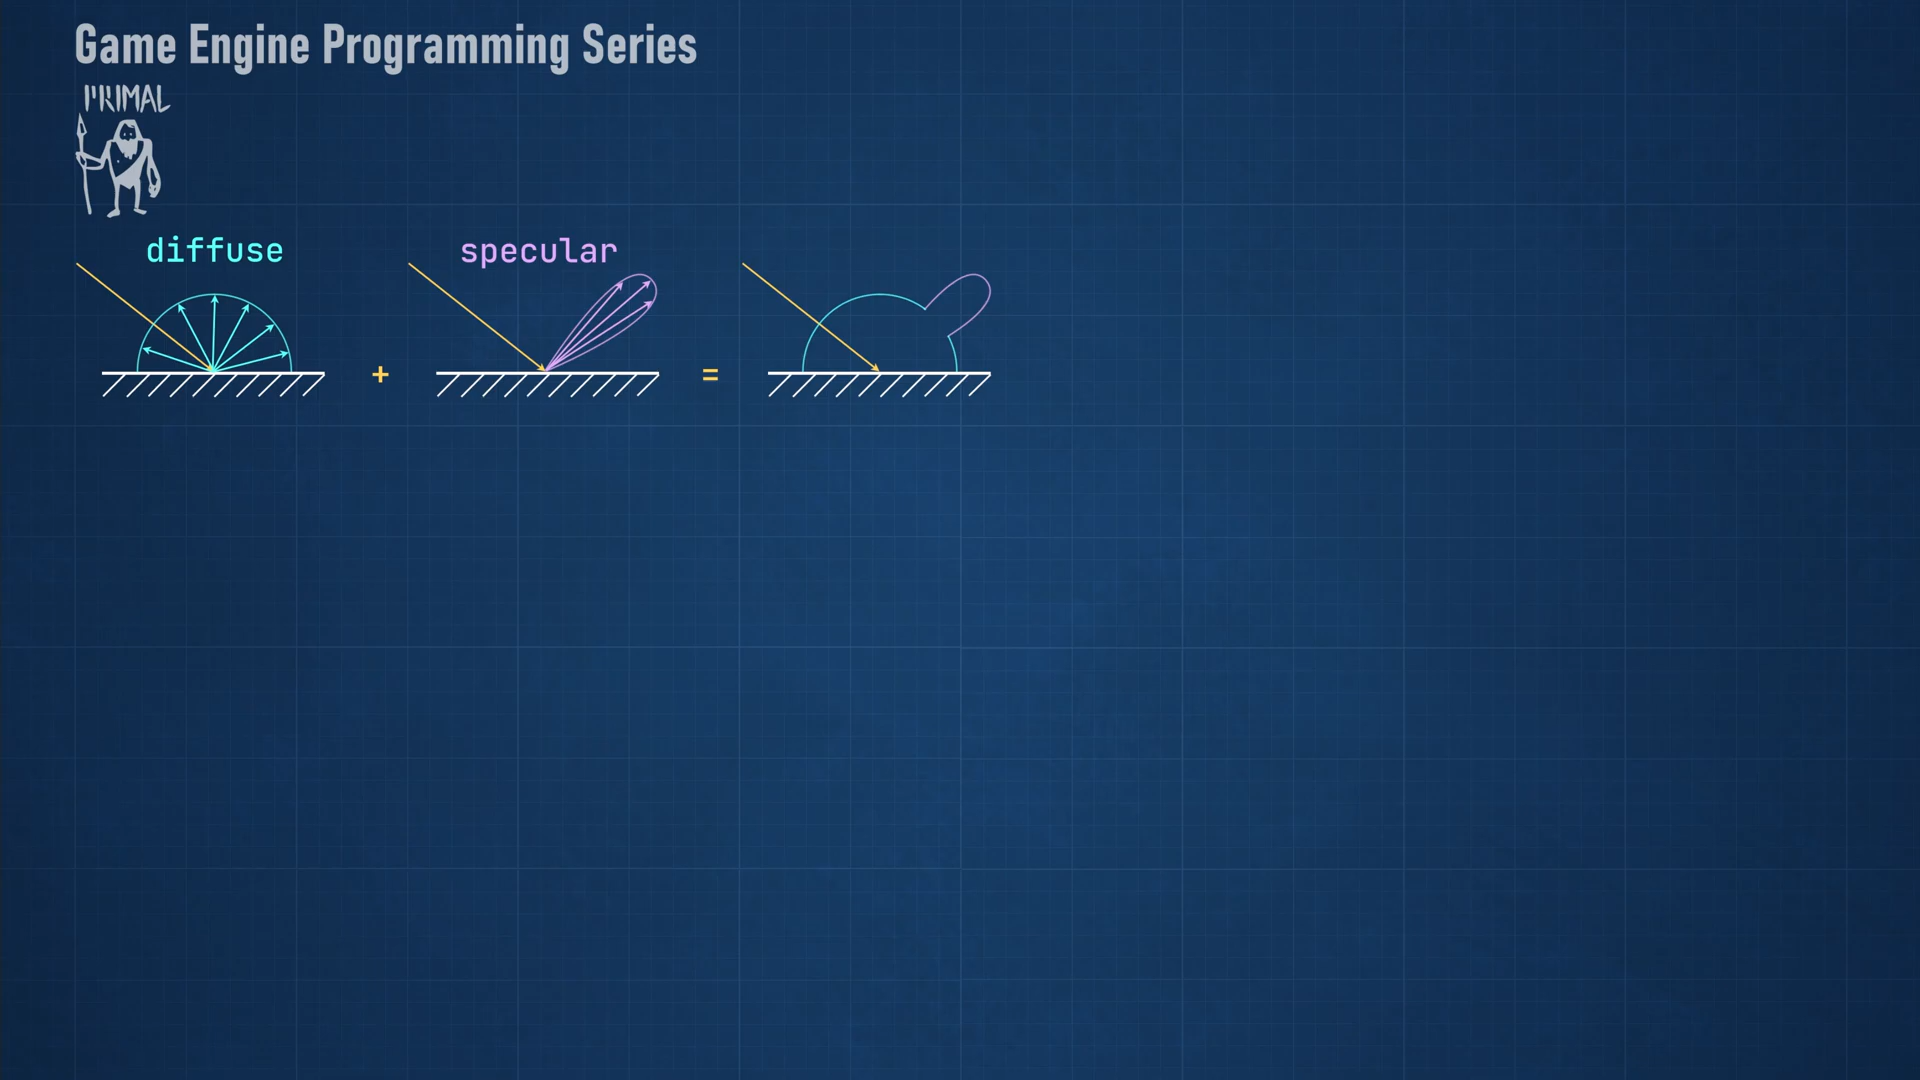 Game Engine Programming Series
PRIMAL
diffuse
specular
+
=